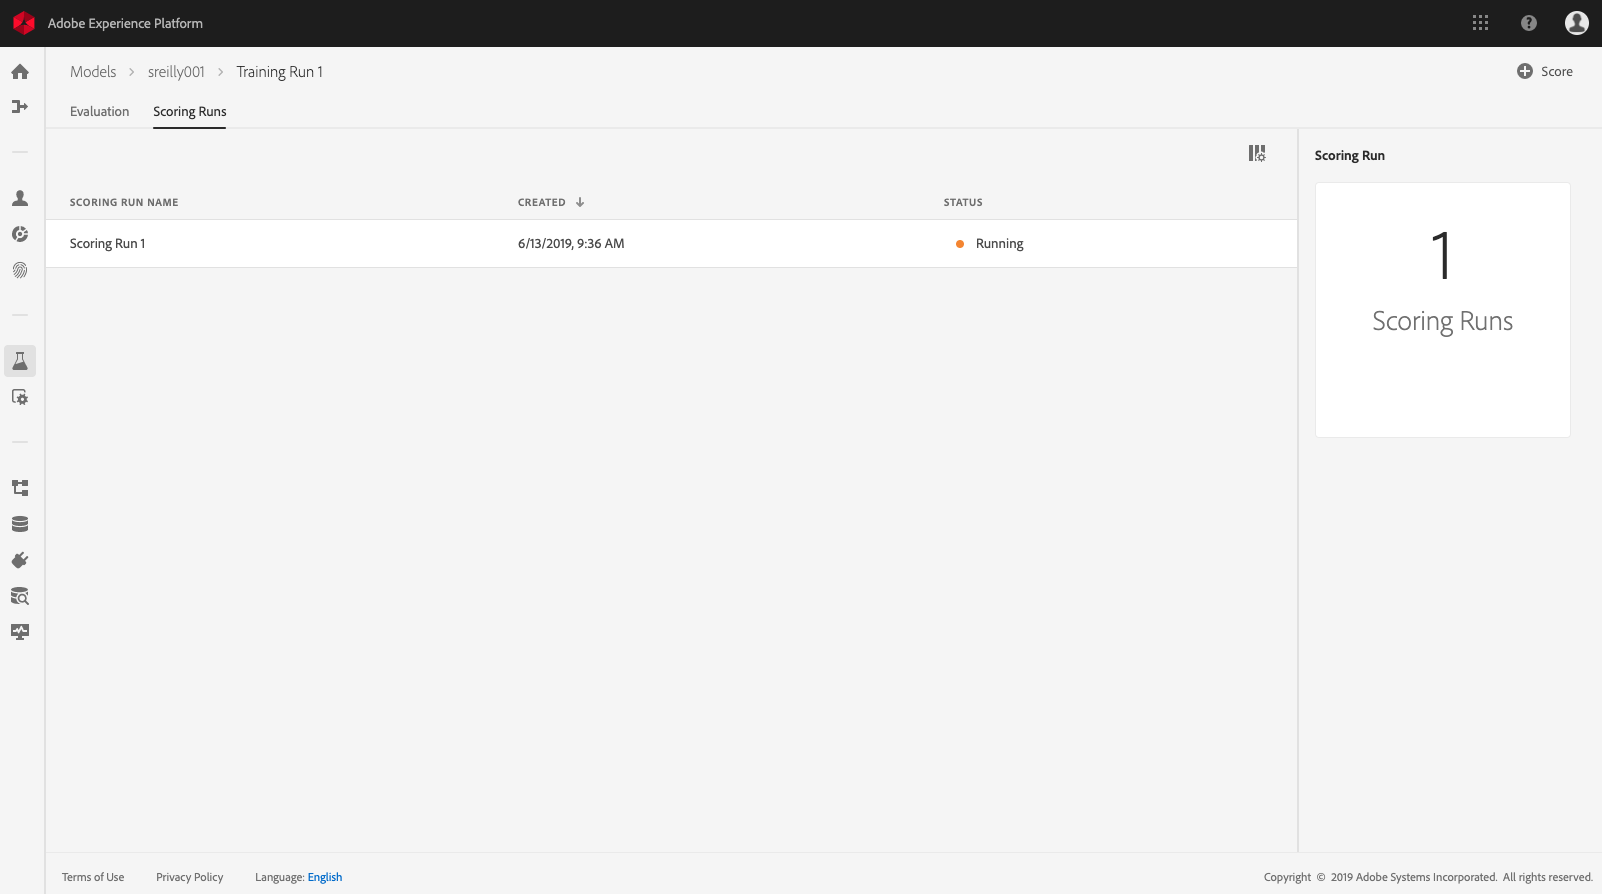 Adobe Experience Platform
Models > sreilly001 > Training Run 1
Score
Evaluation
Scoring Runs
Scoring Run
SCORING RUN NAME
CREATED
STATUS
Scoring Run 1
6/13/2019, 9:36 AM
Running
1
Scoring Runs
Terms of Use
Privacy Policy
Language: English
Copyright © 2019 Adobe Systems Incorporated. All rights reserved.